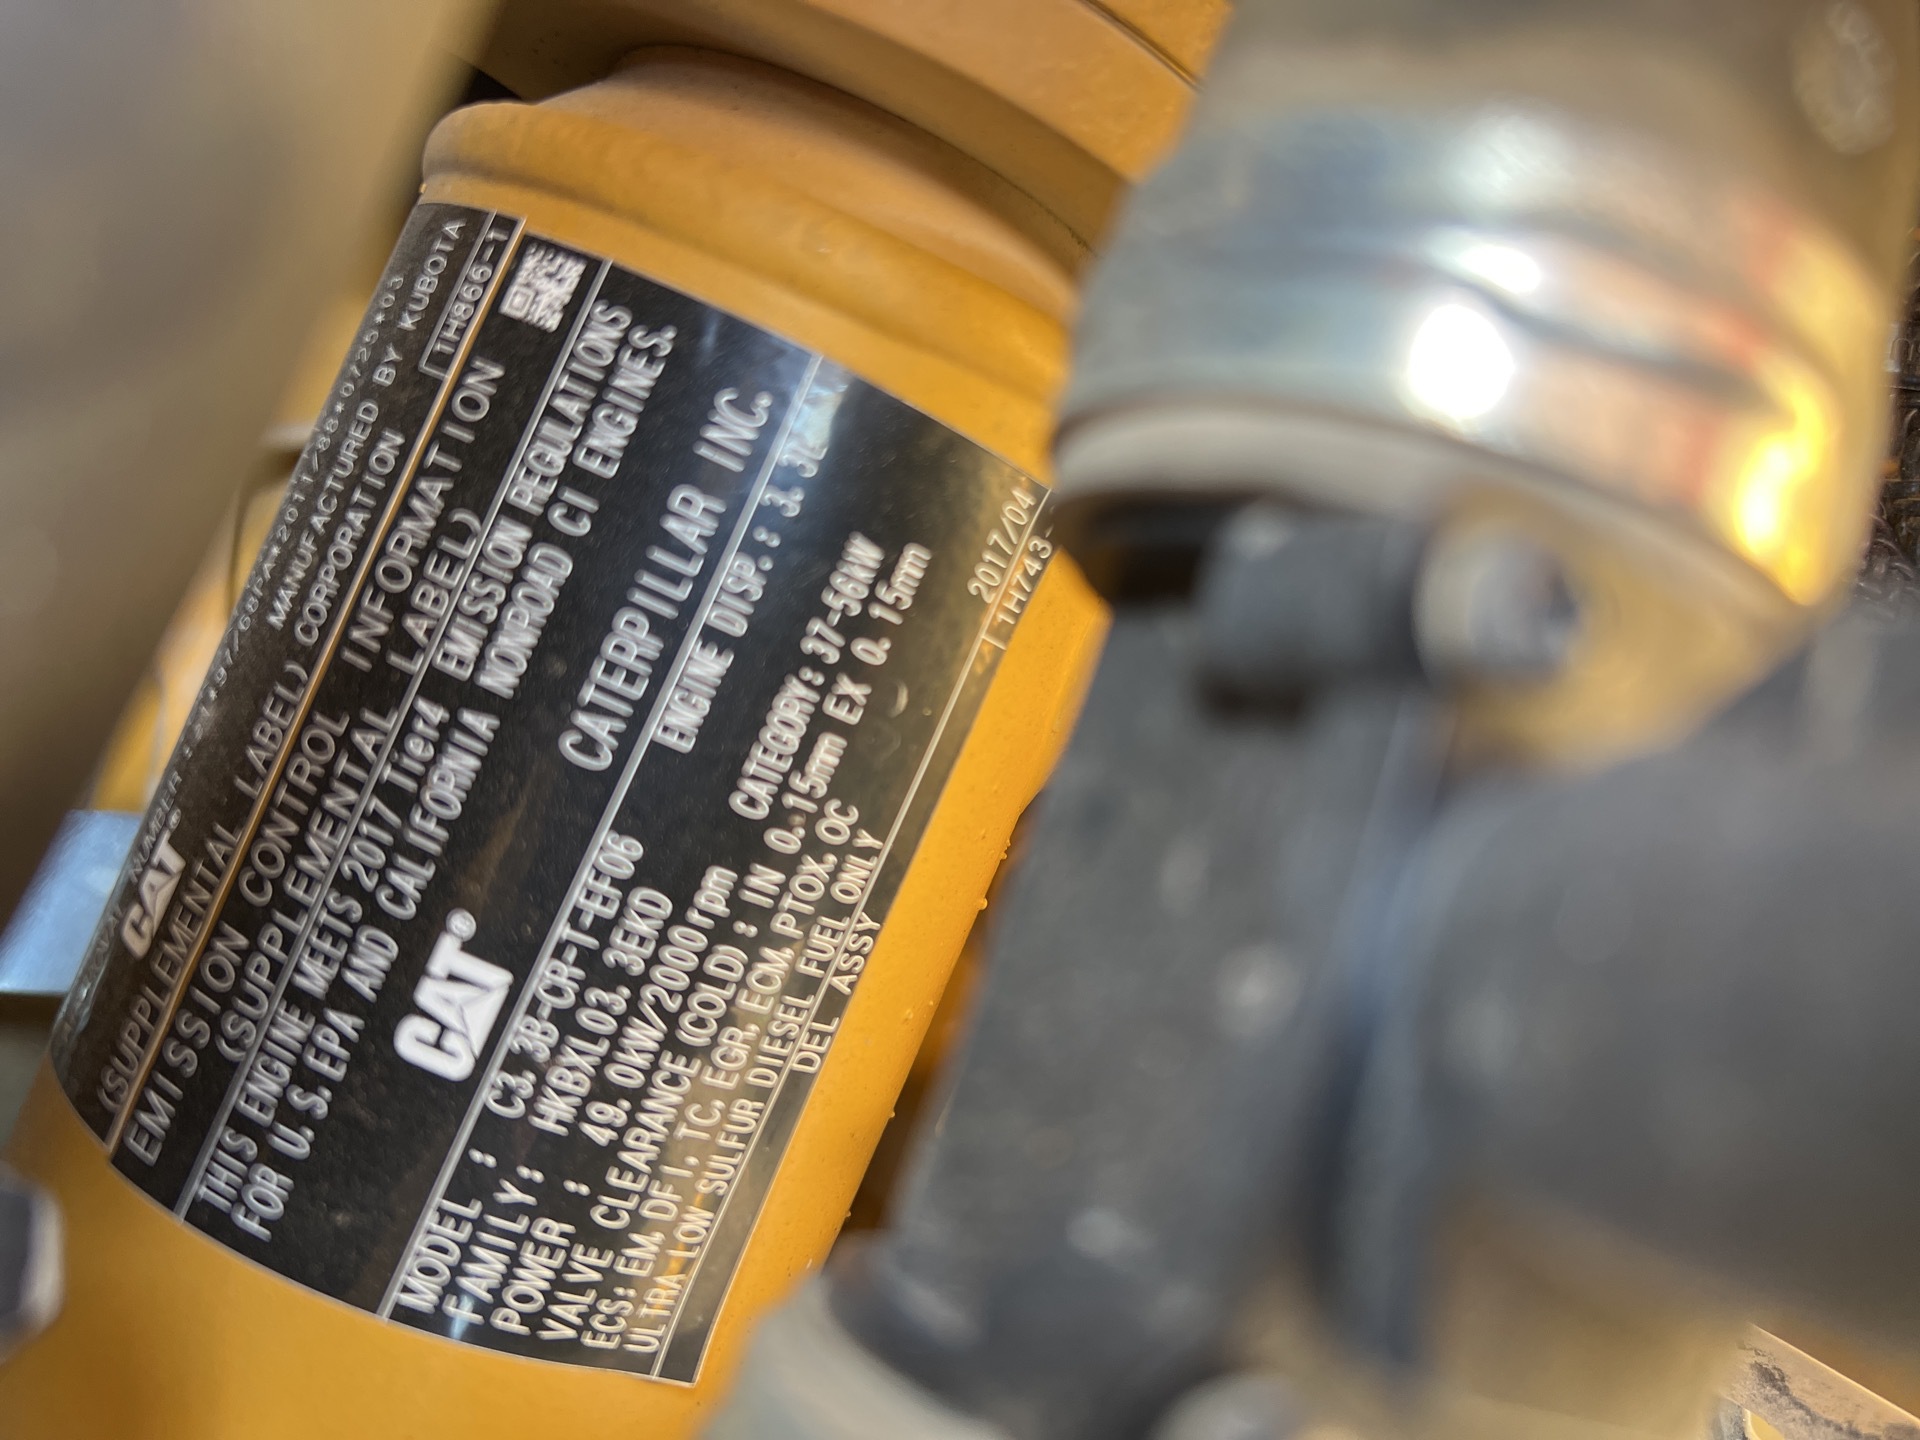 MANUFACTURED BY KUBOTA
CAT® CORPORATION
(SUPPLEMENTAL LABEL) 1H866-1
EMISSION CONTROL INFORMATION
(SUPPLEMENTAL LABEL)
THIS ENGINE MEETS 2017 Tier4 EMISSION REGULATIONS
FOR U.S. EPA AND CALIFORNIA NONROAD CI ENGINES.
CAT® CATERPILLAR INC.
MODEL : C3.3B-CR-T-EF06 ENGINE DISP.: 3.3L
FAMILY: HKBXL03.3EKD
POWER : 49.0KW/2000rpm CATEGORY: 37-56KW
VALVE CLEARANCE (COLD) : IN 0.15mm EX 0.15mm
ECS: EM, DFI, TC, EGR, ECM, PTOX, OC
ULTRA LOW SULFUR DIESEL FUEL ONLY 2017/04
DEL ASSY 1H743